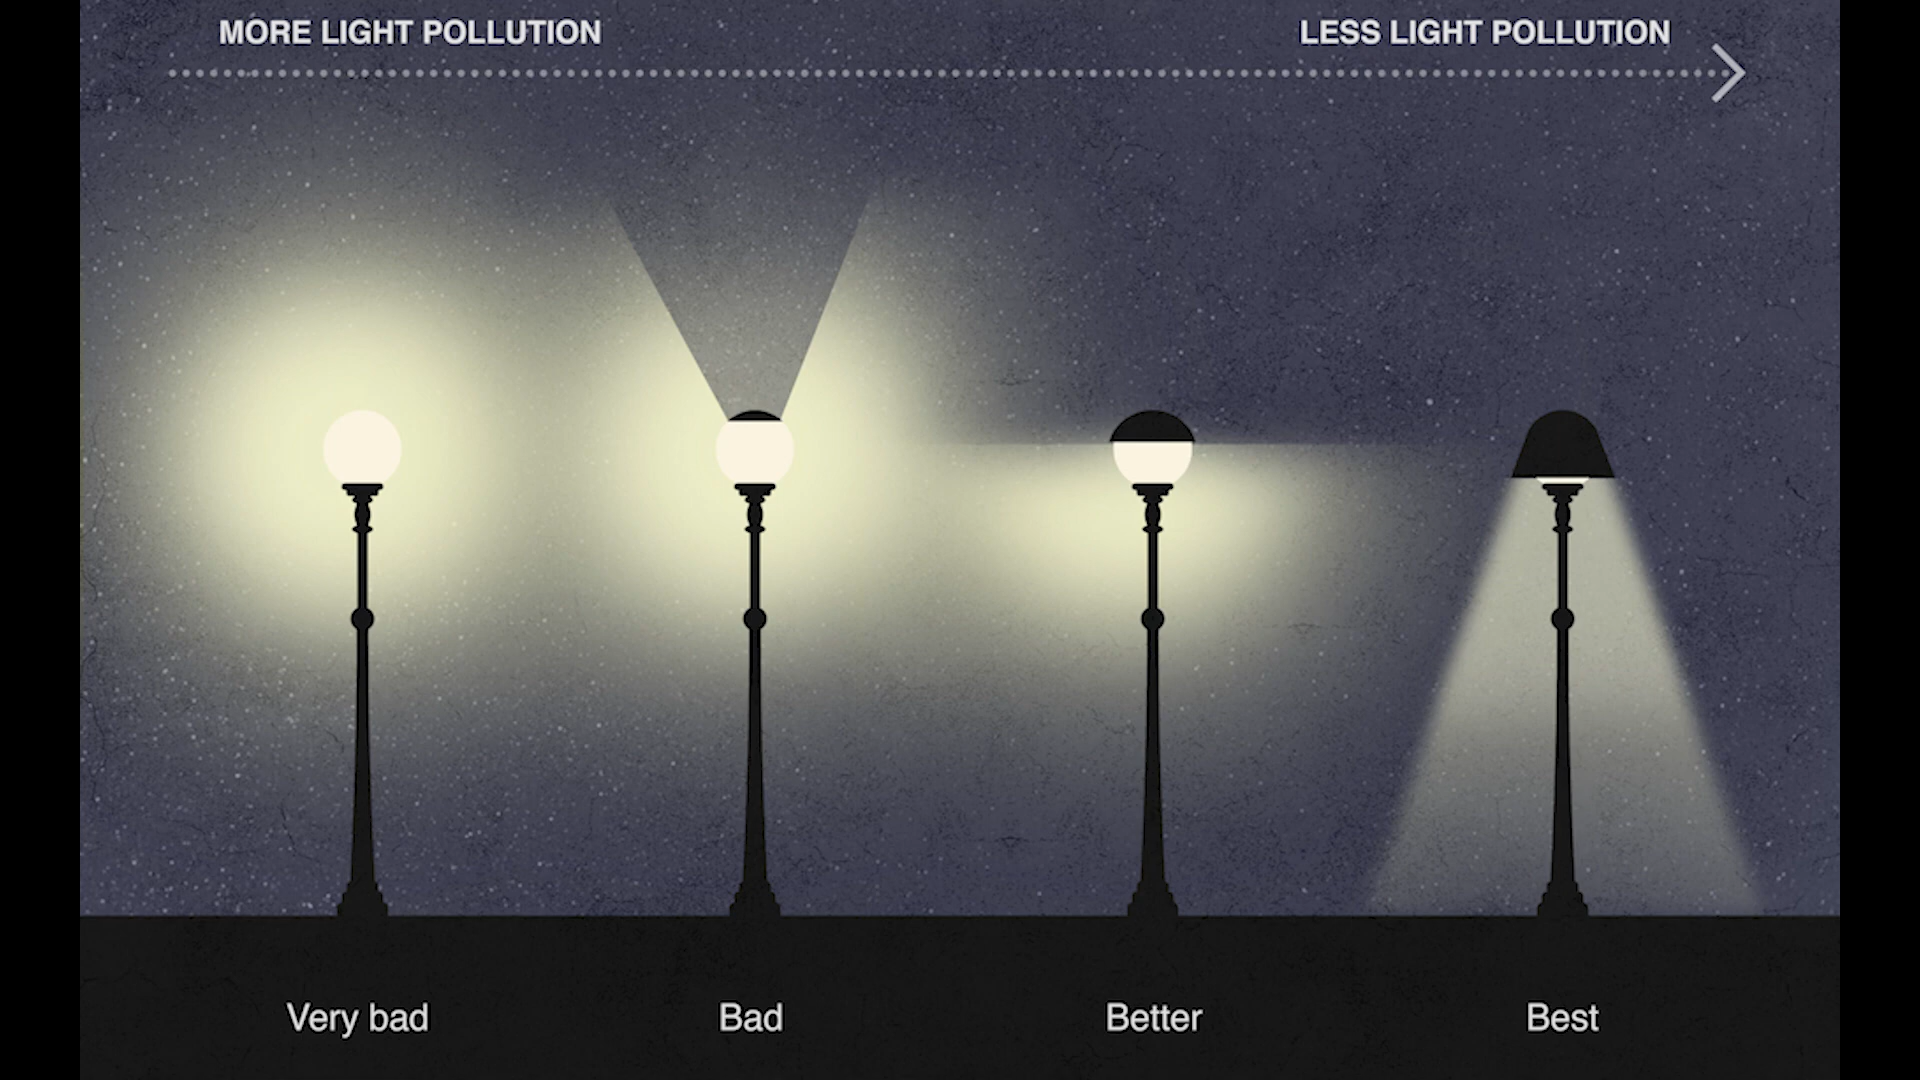 MORE LIGHT POLLUTION
LESS LIGHT POLLUTION
Very bad
Bad
Better
Best